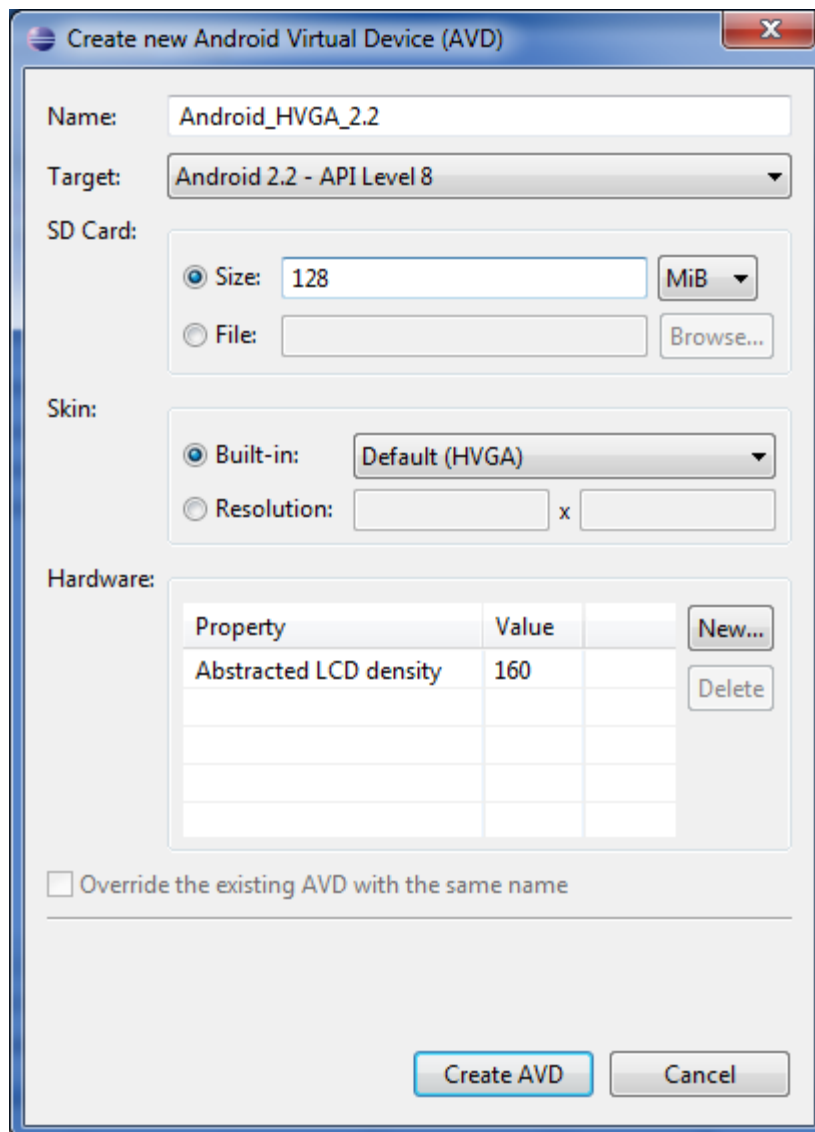 Create new Android Virtual Device (AVD)
Name: Android_HVGA_2.2
Target: Android 2.2 - API Level 8
SD Card:
Size: 128 MiB
File: Browse...
Skin:
Built-in: Default (HVGA)
Resolution: x
Hardware:
Property Value New...
Abstracted LCD density 160
Delete
Override the existing AVD with the same name
Create AVD Cancel